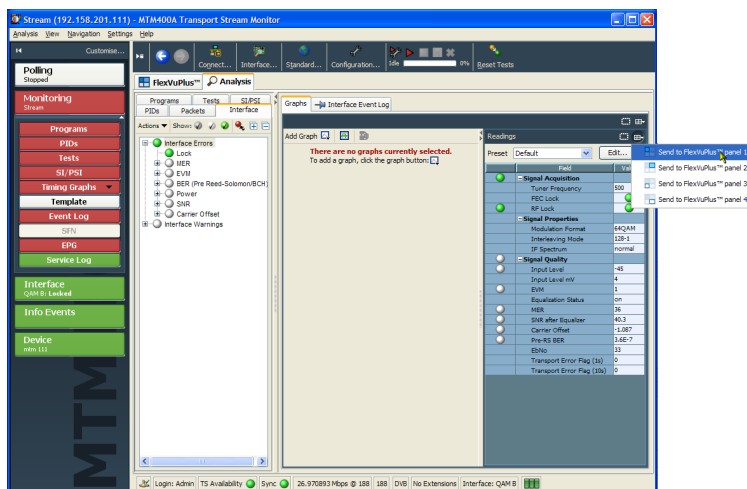 Stream (192.158.201.111) - MTM400A Transport Stream Monitor
Analysis View Navigation Settings Help
Customise...
Polling
Stopped
Monitoring
Stream
Programs
PIDs
Tests
SI/PSI
Timing Graphs
Template
Event Log
SFN
EPG
Service Log
Interface
QAM B: Locked
Info Events
Device
mtm 111
MTM
Connect...
Interface...
Standard...
Configuration...
Idle
0%
Reset Tests
FlexVuPlus™
Analysis
Programs Tests SI/PSI
PIDs Packets Interface
Actions Show:
Interface Errors
Lock
MER
EVM
BER (Pre Reed-Solomon/BCH)
Power
SNR
Carrier Offset
Interface Warnings
Graphs Interface Event Log
Add Graph
There are no graphs currently selected.
To add a graph, click the graph button:
Readings
Preset Default Edit...
Field Val
Signal Acquisition
Tuner Frequency 500
FEC Lock
RF Lock
Signal Properties
Modulation Format 64QAM
Interleaving Mode 128-1
IF Spectrum normal
Signal Quality
Input Level -45
Input Level mV 4
EVM 1
Equalization Status on
MER 36
SNR after Equalizer 40.3
Carrier Offset -1.087
Pre-RS BER 3.6E-7
EbNo 33
Transport Error Flag (1s) 0
Transport Error Flag (10s) 0
Send to FlexVuPlus™ panel 1
Send to FlexVuPlus™ panel 2
Send to FlexVuPlus™ panel 3
Send to FlexVuPlus™ panel 4
Login: Admin TS Availability Sync 26.970893 Mbps @ 188 188 DVB No Extensions Interface: QAM B